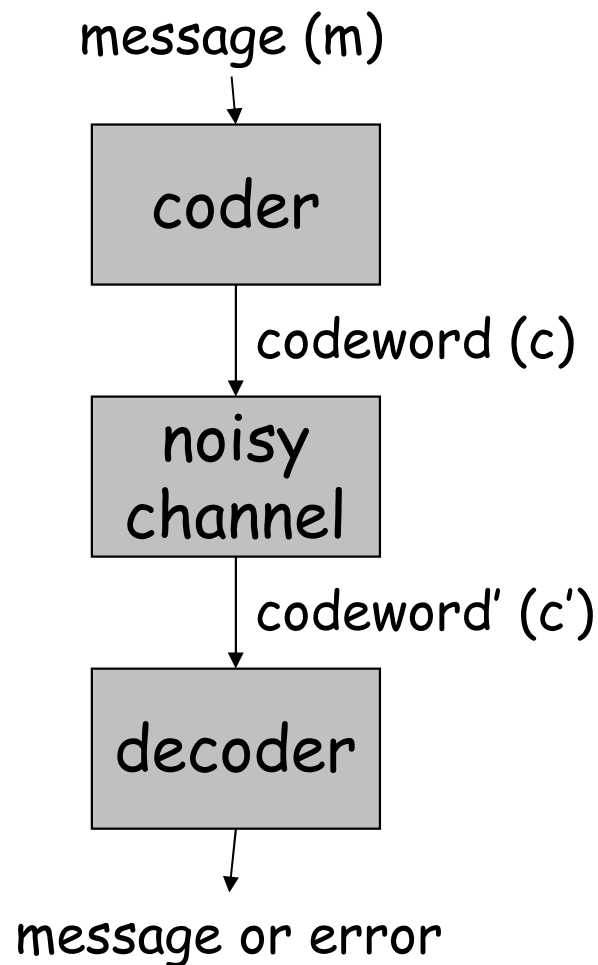 message (m)
coder
codeword (c)
noisy
channel
codeword' (c')
decoder
message or error